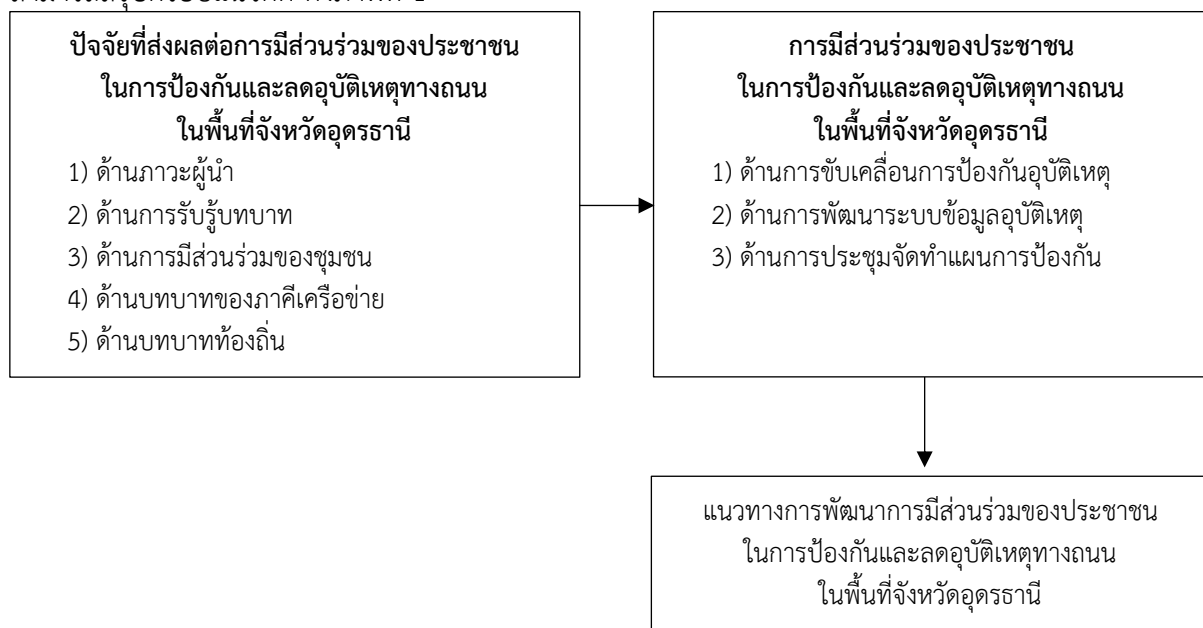 ปัจจัยที่ส่งผลต่อการมีส่วนร่วมของประชาชน
ในการป้องกันและลดอุบัติเหตุทางถนน
ในพื้นที่จังหวัดอุดรธานี
1) ด้านภาวะผู้นำ
2) ด้านการรับรู้บทบาท
3) ด้านการมีส่วนร่วมของชุมชน
4) ด้านบทบาทของภาคีเครือข่าย
5) ด้านบทบาทท้องถิ่น
การมีส่วนร่วมของประชาชน
ในการป้องกันและลดอุบัติเหตุทางถนน
ในพื้นที่จังหวัดอุดรธานี
1) ด้านการขับเคลื่อนการป้องกันอุบัติเหตุ
2) ด้านการพัฒนาระบบข้อมูลอุบัติเหตุ
3) ด้านการประชุมจัดทำแผนการป้องกัน
แนวทางการพัฒนาการมีส่วนร่วมของประชาชน
ในการป้องกันและลดอุบัติเหตุทางถนน
ในพื้นที่จังหวัดอุดรธานี